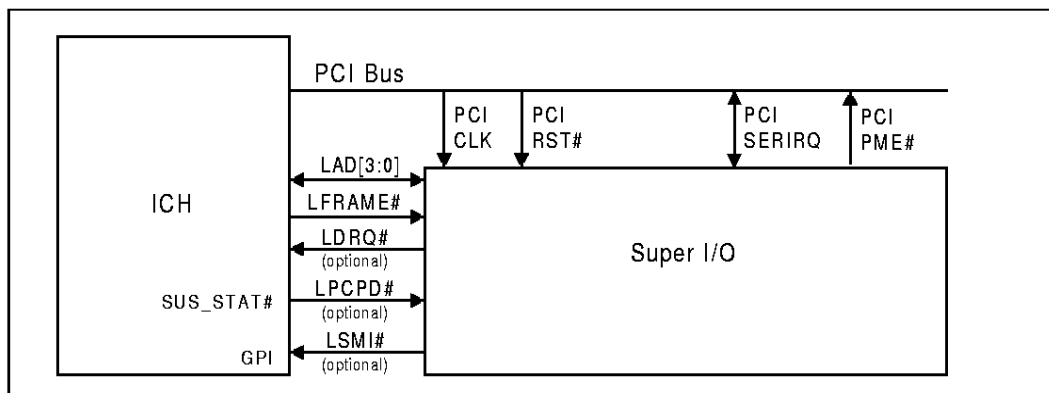 PCI Bus
PCI
CLK
PCI
RST#
PCI
SERIRQ
PCI
PME#
ICH
LAD[3:0]
LFRAME#
LDRQ#
(optional)
SUS_STAT#
LPCPD#
(optional)
GPI
LSMI#
(optional)
Super I/O